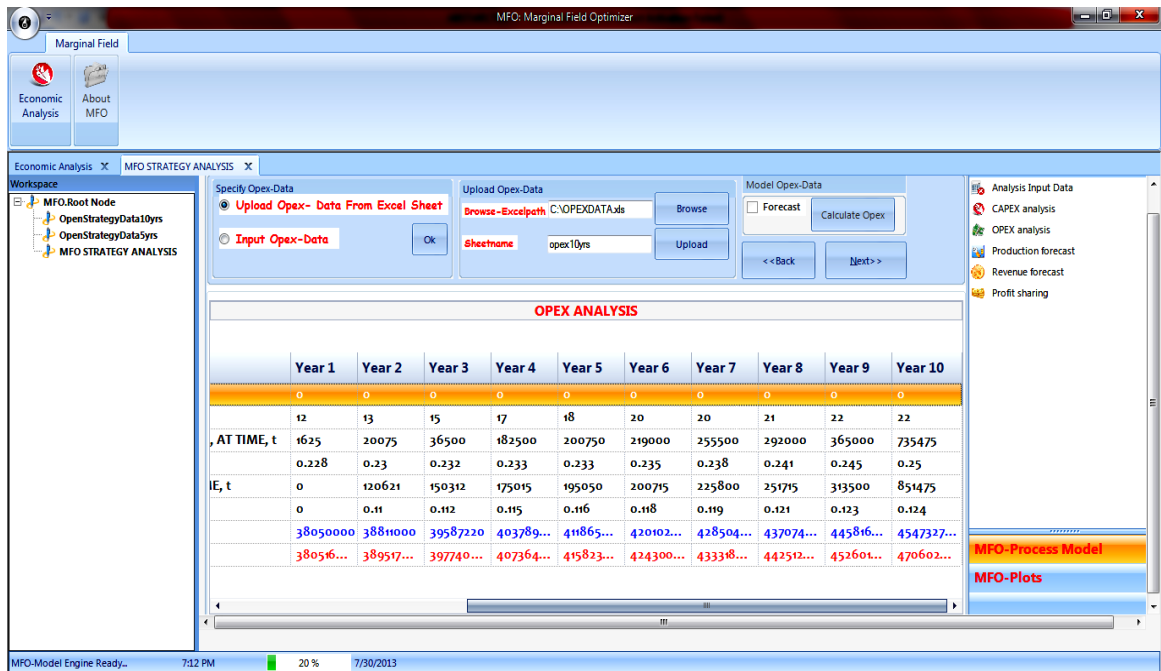 MFO: Marginal Field Optimizer
Marginal Field
Economic Analysis
About MFO
Economic Analysis X MFO STRATEGY ANALYSIS X
Workspace
MFO.Root Node
OpenStrategyData10yrs
OpenStrategyData5yrs
MFO STRATEGY ANALYSIS
Specify Opex-Data
Upload Opex- Data From Excel Sheet
Input Opex-Data
Ok
Upload Opex-Data
Browse-Excelpath C:\OPEXDATA.xls Browse
Sheetname opex10yrs Upload
Model Opex-Data
Forecast Calculate Opex
<<Back Next>>
OPEX ANALYSIS
Year 1 Year 2 Year 3 Year 4 Year 5 Year 6 Year 7 Year 8 Year 9 Year 10
0 0 0 0 0 0 0 0 0 0
12 13 15 17 18 20 20 21 22 22
, AT TIME, t 1625 20075 36500 182500 200750 219000 255500 292000 365000 735475
0.228 0.23 0.232 0.233 0.233 0.235 0.238 0.241 0.245 0.25
IE, t 0 120621 150312 175015 195050 200715 225800 251715 313500 851475
0 0.11 0.112 0.115 0.116 0.118 0.119 0.121 0.123 0.124
38050000 38811000 39587220 403789... 411865... 420102... 428504... 437074... 445816... 4547327...
380516... 389517... 397740... 407364... 415823... 424300... 433318... 442512... 452601... 470602...
Analysis Input Data
CAPEX analysis
OPEX analysis
Production forecast
Revenue forecast
Profit sharing
MFO-Process Model
MFO-Plots
MFO-Model Engine Ready... 7:12 PM 20 % 7/30/2013